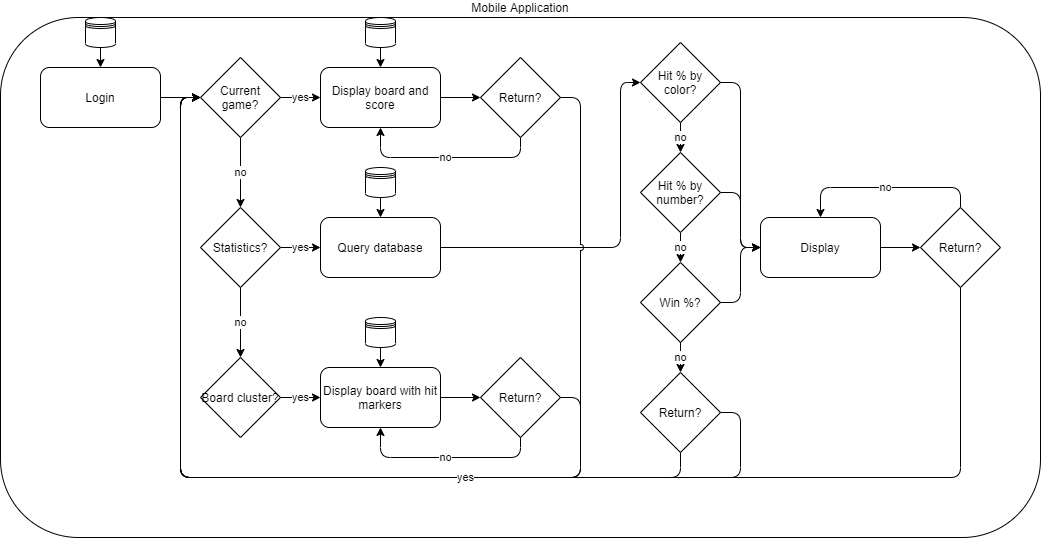 Mobile Application
Login
Current
game?
yes
Display board and
score
Return?
no
no
Statistics?
yes
Query database
no
Board cluster?
yes
Display board with hit
markers
Return?
no
Hit % by
color?
no
Hit % by
number?
no
Win %?
no
Return?
Display
Return?
no
yes